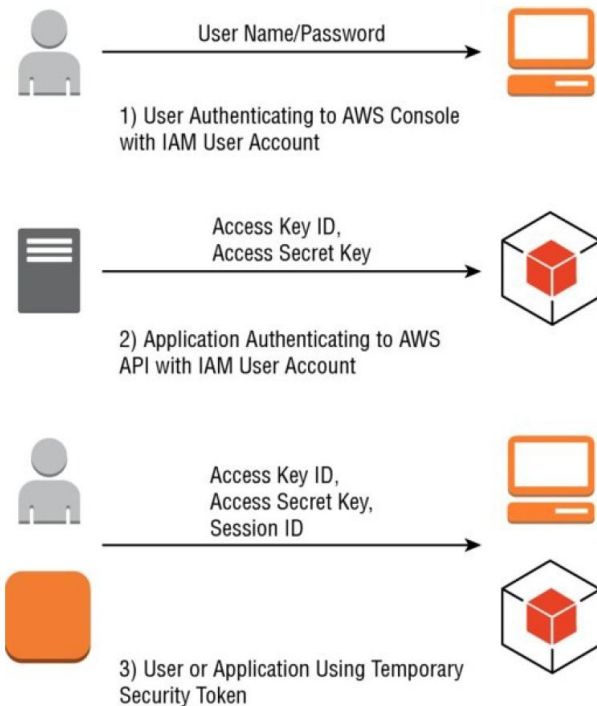 User Name/Password
1) User Authenticating to AWS Console
with IAM User Account
Access Key ID,
Access Secret Key
2) Application Authenticating to AWS
API with IAM User Account
Access Key ID,
Access Secret Key,
Session ID
3) User or Application Using Temporary
Security Token